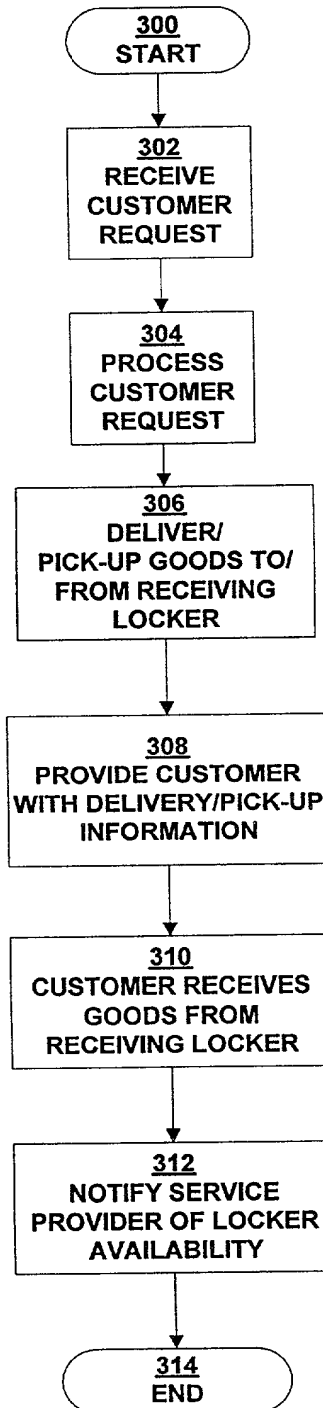 300
START
302
RECEIVE
CUSTOMER
REQUEST
304
PROCESS
CUSTOMER
REQUEST
306
DELIVER/
PICK-UP GOODS TO/
FROM RECEIVING
LOCKER
308
PROVIDE CUSTOMER
WITH DELIVERY/PICK-UP
INFORMATION
310
CUSTOMER RECEIVES
GOODS FROM
RECEIVING LOCKER
312
NOTIFY SERVICE
PROVIDER OF LOCKER
AVAILABILITY
314
END